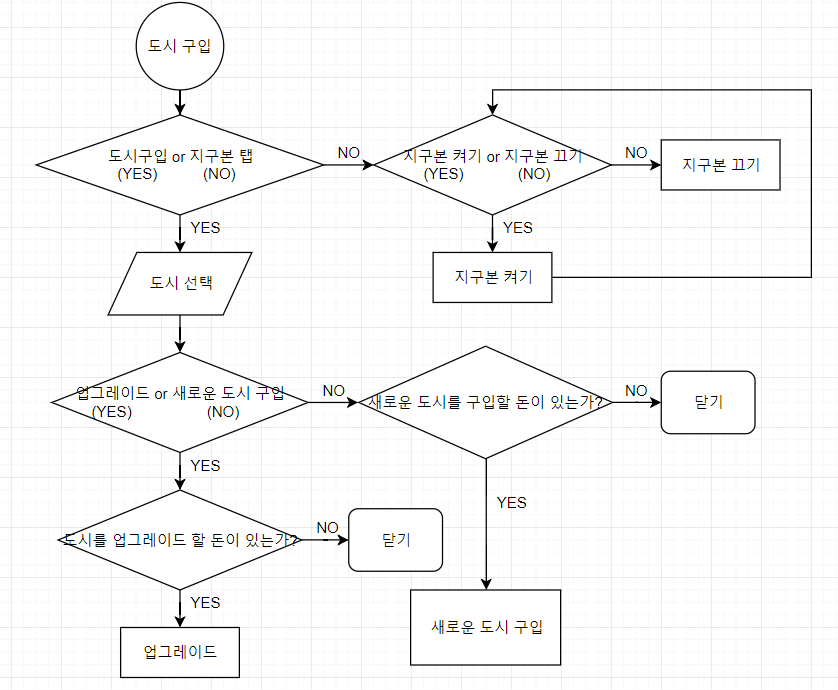 도시 구입
도시구입 or 지구본 탭
(YES) (NO)
NO
지구본 켜기 or 지구본 끄기
(YES) (NO)
NO
지구본 끄기
YES
YES
도시 선택
지구본 켜기
업그레이드 or 새로운 도시 구입
(YES) (NO)
NO
새로운 도시를 구입할 돈이 있는가?
NO
닫기
YES
YES
도시를 업그레이드 할 돈이 있는가?
NO
닫기
YES
업그레이드
새로운 도시 구입